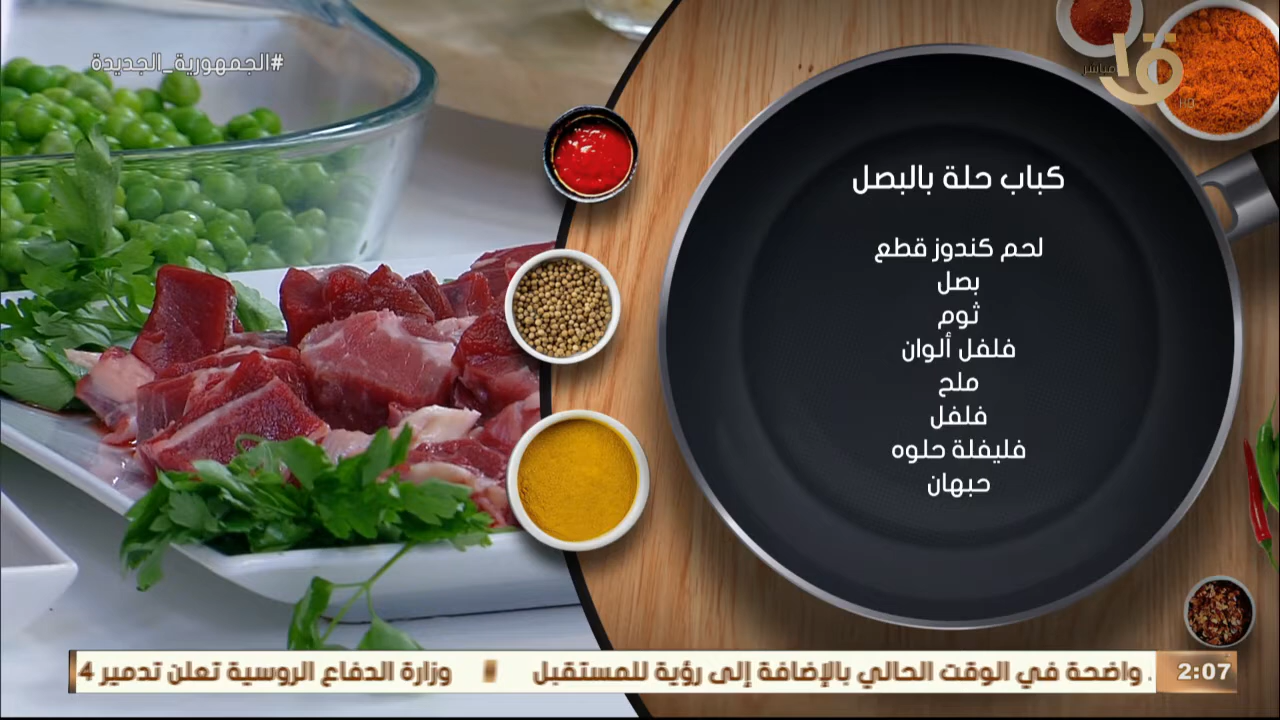 #الجمهورية_الجديدة
مباشر
كباب حلة بالبصل
لحم كندوز قطع
بصل
ثوم
فلفل ألوان
ملح
فلفل
فليفلة حلوه
حبهان
2:07
واضحة في الوقت الحالي بالإضافة إلى رؤية للمستقبل
وزارة الدفاع الروسية تعلن تدمير 4